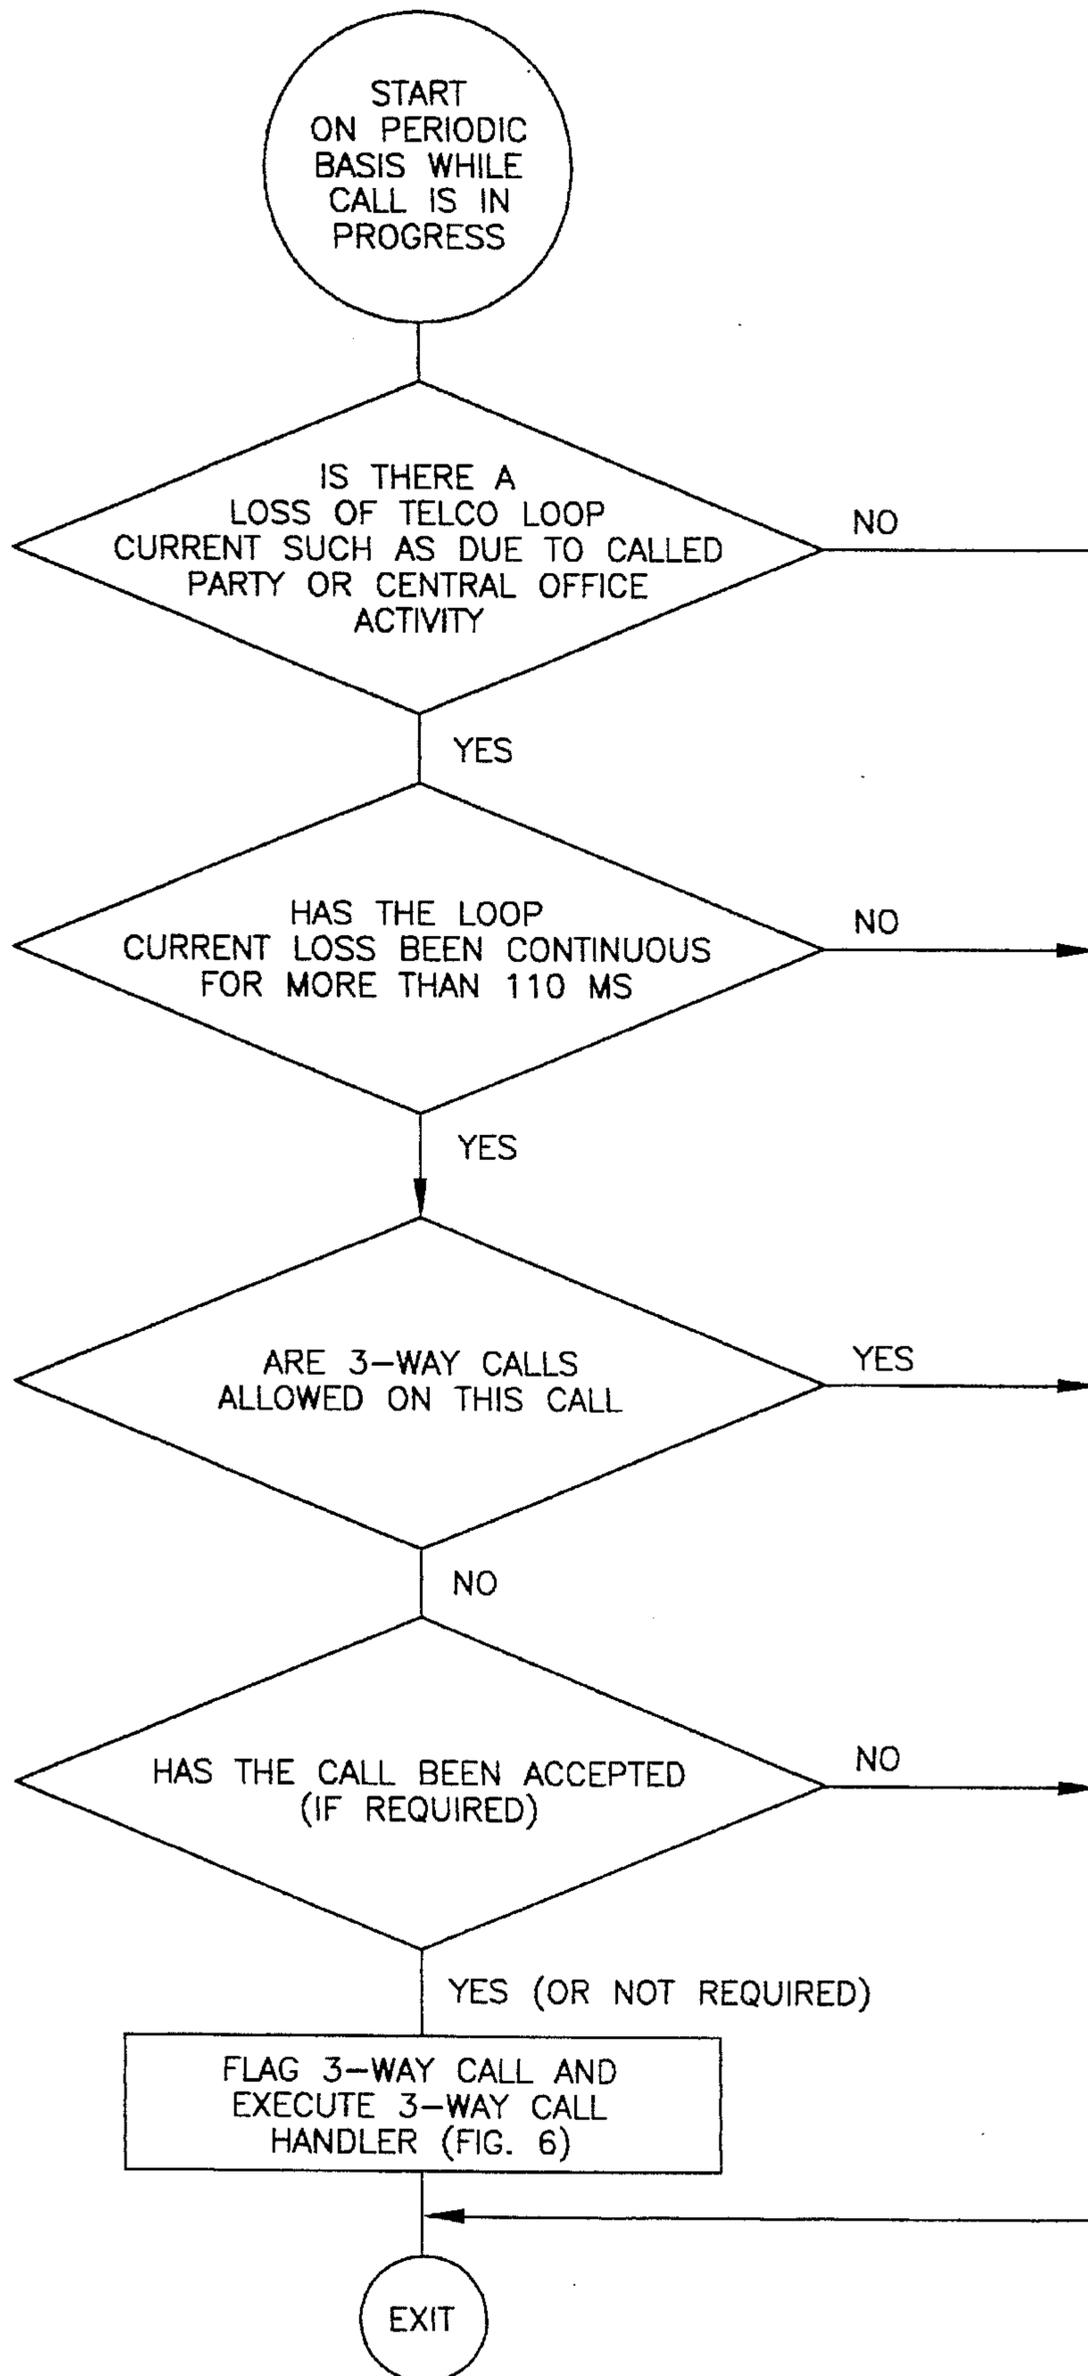 START
ON PERIODIC
BASIS WHILE
CALL IS IN
PROGRESS
IS THERE A
LOSS OF TELCO LOOP
CURRENT SUCH AS DUE TO CALLED
PARTY OR CENTRAL OFFICE
ACTIVITY
NO
YES
HAS THE LOOP
CURRENT LOSS BEEN CONTINUOUS
FOR MORE THAN 110 MS
NO
YES
ARE 3-WAY CALLS
ALLOWED ON THIS CALL
YES
NO
HAS THE CALL BEEN ACCEPTED
(IF REQUIRED)
NO
YES (OR NOT REQUIRED)
FLAG 3-WAY CALL AND
EXECUTE 3-WAY CALL
HANDLER (FIG. 6)
EXIT